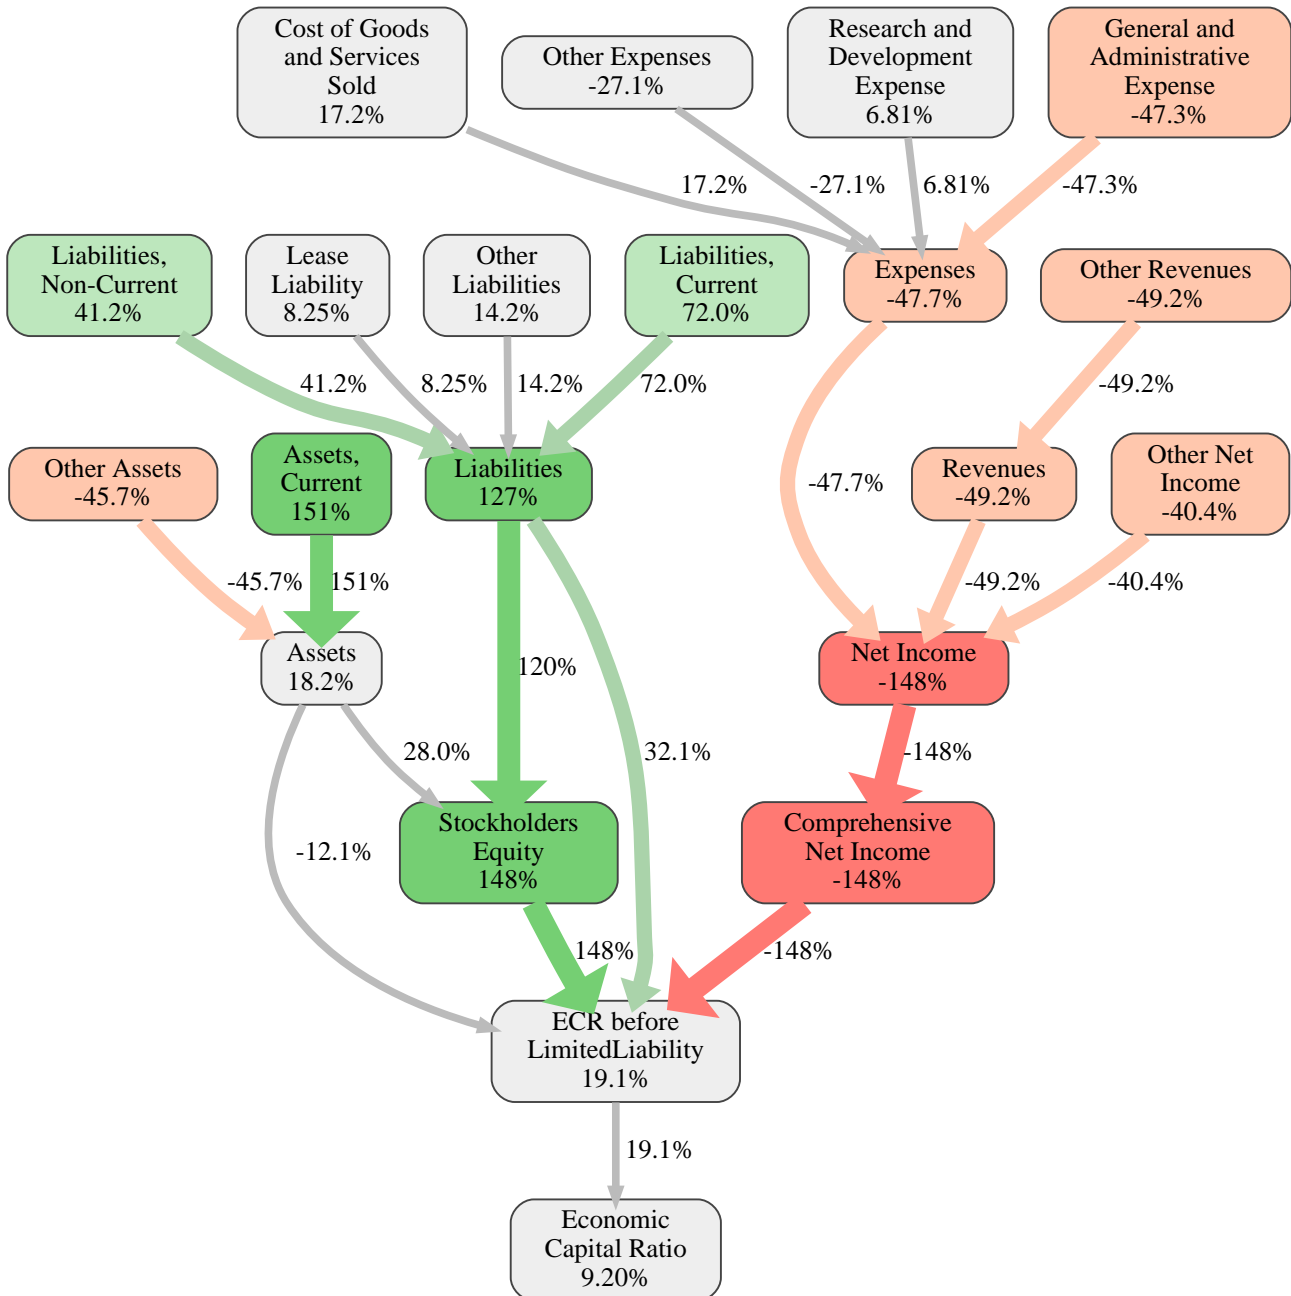 Cost of Goods
and Services
Sold
17.2%
Other Expenses
-27.1%
Research and
Development
Expense
6.81%
General and
Administrative
Expense
-47.3%
17.2%
-27.1%
6.81%
-47.3%
Liabilities,
Non-Current
41.2%
Lease
Liability
8.25%
Other
Liabilities
14.2%
Liabilities,
Current
72.0%
Expenses
-47.7%
Other Revenues
-49.2%
41.2%
8.25%
14.2%
72.0%
-49.2%
Other Assets
-45.7%
Assets,
Current
151%
Liabilities
127%
-47.7%
Revenues
-49.2%
Other Net
Income
-40.4%
-45.7%
151%
-49.2%
-40.4%
Assets
18.2%
120%
Net Income
-148%
28.0%
32.1%
-148%
-12.1%
Stockholders
Equity
148%
Comprehensive
Net Income
-148%
148%
-148%
ECR before
LimitedLiability
19.1%
19.1%
Economic
Capital Ratio
9.20%